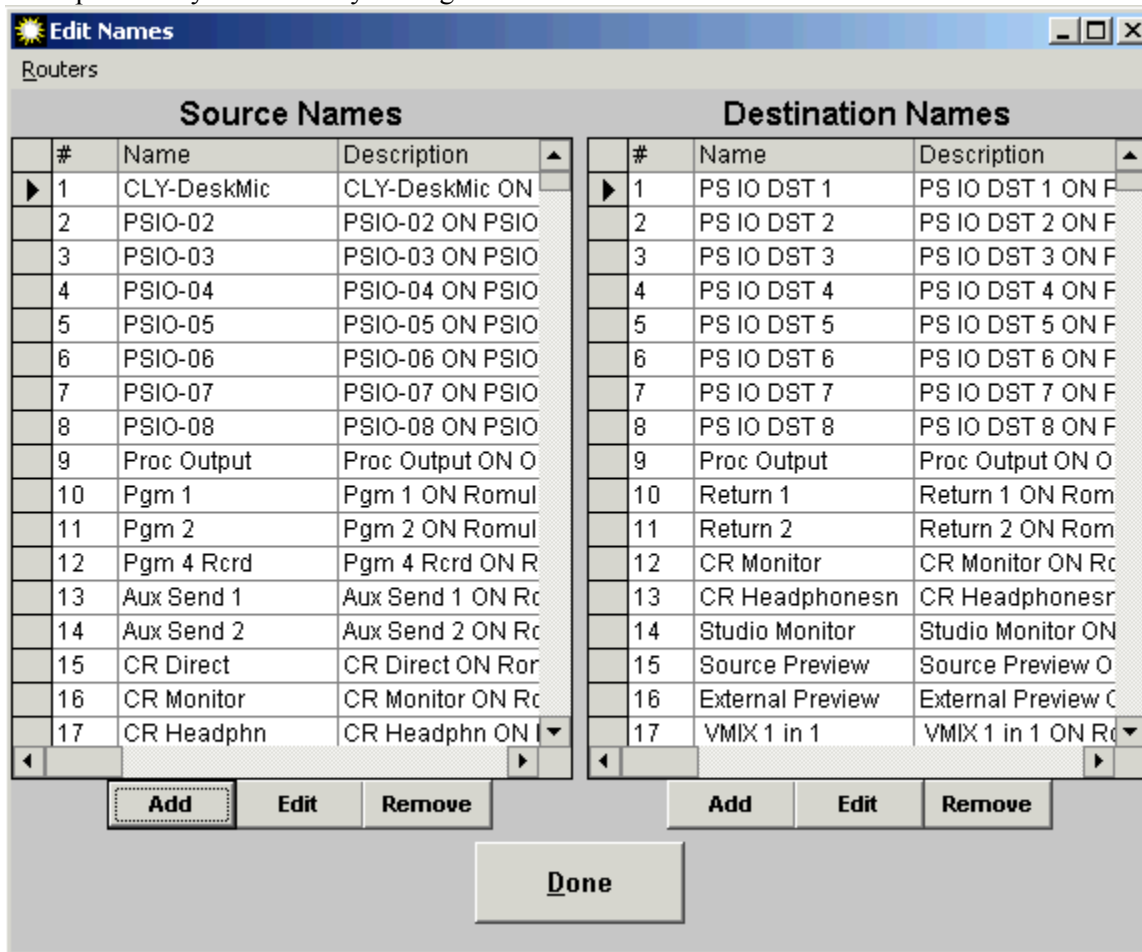 Edit Names
Routers
Source Names
# Name Description
1 CLY-DeskMic CLY-DeskMic ON
2 PSIO-02 PSIO-02 ON PSIO
3 PSIO-03 PSIO-03 ON PSIO
4 PSIO-04 PSIO-04 ON PSIO
5 PSIO-05 PSIO-05 ON PSIO
6 PSIO-06 PSIO-06 ON PSIO
7 PSIO-07 PSIO-07 ON PSIO
8 PSIO-08 PSIO-08 ON PSIO
9 Proc Output Proc Output ON O
10 Pgm 1 Pgm 1 ON Romul
11 Pgm 2 Pgm 2 ON Romul
12 Pgm 4 Rcrd Pgm 4 Rcrd ON R
13 Aux Send 1 Aux Send 1 ON Ro
14 Aux Send 2 Aux Send 2 ON Ro
15 CR Direct CR Direct ON Ror
16 CR Monitor CR Monitor ON Ro
17 CR Headphn CR Headphn ON
Add Edit Remove
Destination Names
# Name Description
1 PS IO DST 1 PS IO DST 1 ON F
2 PS IO DST 2 PS IO DST 2 ON F
3 PS IO DST 3 PS IO DST 3 ON F
4 PS IO DST 4 PS IO DST 4 ON F
5 PS IO DST 5 PS IO DST 5 ON F
6 PS IO DST 6 PS IO DST 6 ON F
7 PS IO DST 7 PS IO DST 7 ON F
8 PS IO DST 8 PS IO DST 8 ON F
9 Proc Output Proc Output ON O
10 Return 1 Return 1 ON Rom
11 Return 2 Return 2 ON Rom
12 CR Monitor CR Monitor ON Ro
13 CR Headphonesn CR Headphonesr
14 Studio Monitor Studio Monitor ON
15 Source Preview Source Preview O
16 External Preview External Preview
17 VMIX 1 in 1 VMIX 1 in 1 ON Ro
Add Edit Remove
Done